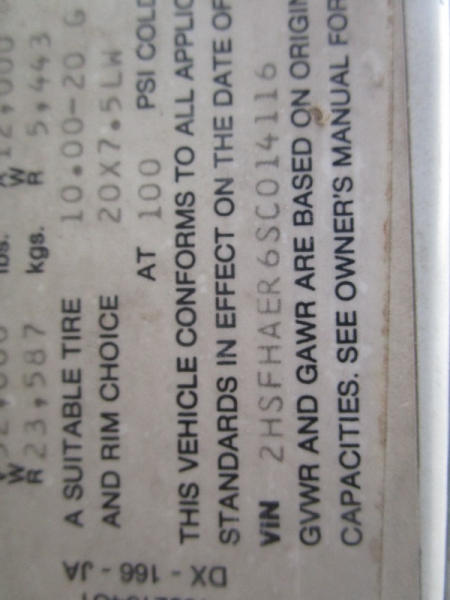 lbs.
kgs.
R 23,587
R 5,443
A SUITABLE TIRE 10.00-20 G
AND RIM CHOICE 20X7.5LW
AT 100 PSI COLD
THIS VEHICLE CONFORMS TO ALL APPLIC
STANDARDS IN EFFECT ON THE DATE OF
VIN 2HSFHAER6SC014116
GVWR AND GAWR ARE BASED ON ORIGIN
CAPACITIES. SEE OWNER'S MANUAL FOR
DX - 166 - JA